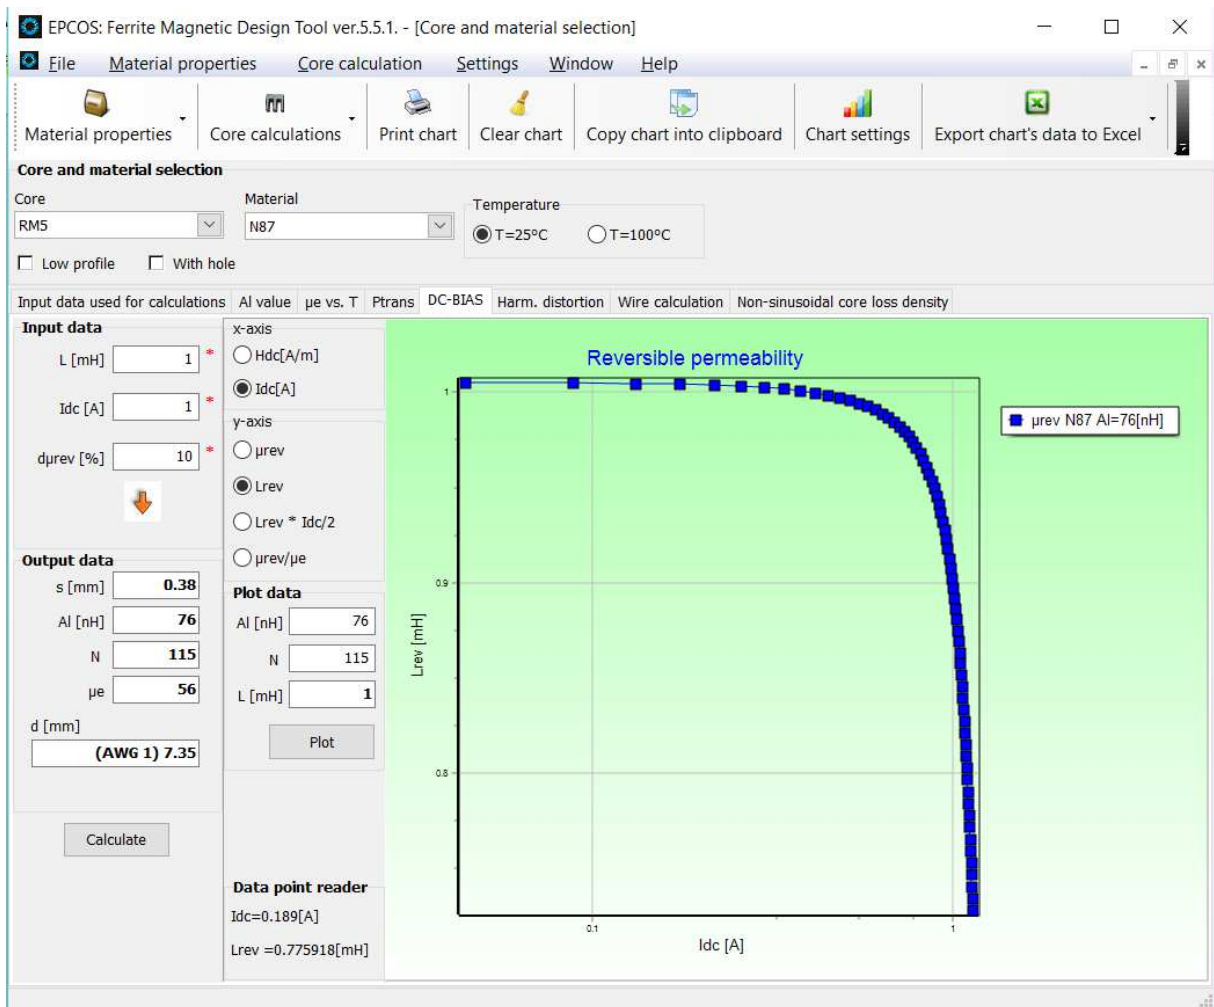 EPCOS: Ferrite Magnetic Design Tool ver.5.5.1. - [Core and material selection]
File Material properties Core calculation Settings Window Help
Material properties Core calculations Print chart Clear chart Copy chart into clipboard Chart settings Export chart's data to Excel
Core and material selection
Core Material Temperature
RM5 N87 T=25ºC T=100ºC
Low profile With hole
Input data used for calculations Al value µe vs. T Ptrans DC-BIAS Harm. distortion Wire calculation Non-sinusoidal core loss density
Input data
L [mH] 1 *
Idc [A] 1 *
dµrev [%] 10 *
Output data
s [mm] 0.38
Al [nH] 76
N 115
µe 56
d [mm]
(AWG 1) 7.35
Calculate
x-axis
Hdc[A/m]
Idc[A]
y-axis
µrev
Lrev
Lrev * Idc/2
µrev/µe
Plot data
Al [nH] 76
N 115
L [mH] 1
Plot
Data point reader
Idc=0.189[A]
Lrev =0.775918[mH]
Reversible permeability
µrev N87 Al=76[nH]
1
0.9
0.8
Lrev [mH]
0.1 1
Idc [A]